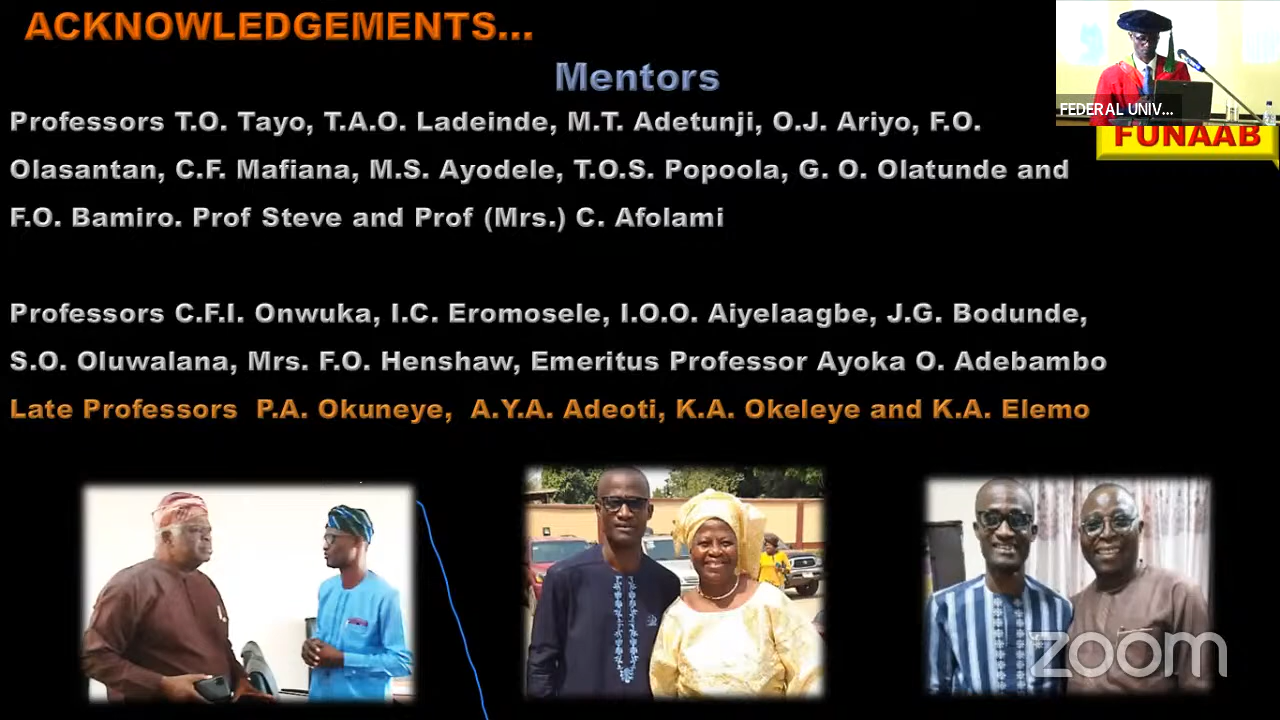 ACKNOWLEDGEMENTS...
Mentors
FEDERAL UNIV...
FUNAAB
Professors T.O. Tayo, T.A.O. Ladeinde, M.T. Adetunji, O.J. Ariyo, F.O.
Olasantan, C.F. Mafiana, M.S. Ayodele, T.O.S. Popoola, G. O. Olatunde and
F.O. Bamiro. Prof Steve and Prof (Mrs.) C. Afolami
Professors C.F.I. Onwuka, I.C. Eromosele, I.O.O. Aiyelaagbe, J.G. Bodunde,
S.O. Oluwalana, Mrs. F.O. Henshaw, Emeritus Professor Ayoka O. Adebambo
Late Professors P.A. Okuneye, A.Y.A. Adeoti, K.A. Okeleye and K.A. Elemo
zoom